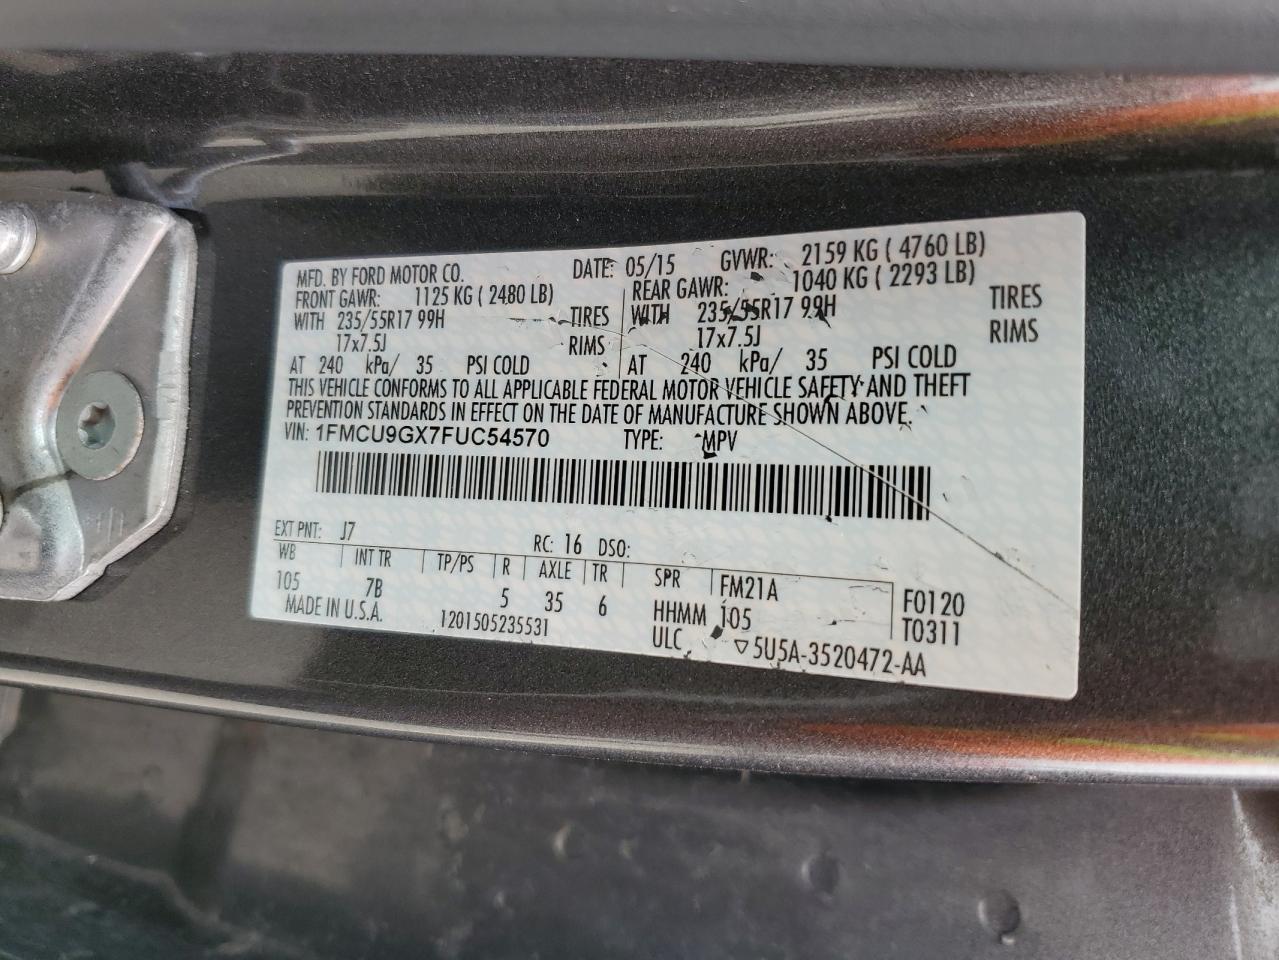 MFD. BY FORD MOTOR CO. DATE: 05/15 GVWR: 2159 KG ( 4760 LB)
FRONT GAWR: 1125 KG ( 2480 LB) REAR GAWR: 1040 KG ( 2293 LB)
WITH 235/55R17 99H TIRES WITH 235/55R17 99H TIRES
17x7.5J RIMS 17x7.5J RIMS
AT 240 kPa/ 35 PSI COLD AT 240 kPa/ 35 PSI COLD
THIS VEHICLE CONFORMS TO ALL APPLICABLE FEDERAL MOTOR VEHICLE SAFETY AND THEFT
PREVENTION STANDARDS IN EFFECT ON THE DATE OF MANUFACTURE SHOWN ABOVE.
VIN: 1FMCU9GX7FUC54570 TYPE: MPV
EXT PNT: J7 RC: 16 DSO:
WB INT TR TP/PS R AXLE TR SPR FM21A F0120
105 7B 5 35 6 HHMM 105 T0311
MADE IN U.S.A. 1201505235531 ULC ▽5U5A-3520472-AA